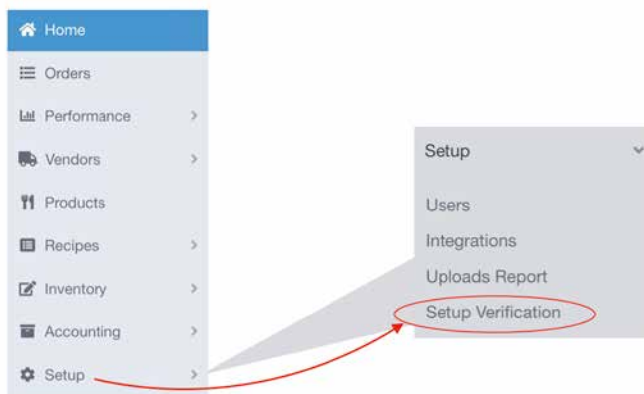 Home
Orders
Performance
Vendors
Products
Recipes
Inventory
Accounting
Setup
Setup
Users
Integrations
Uploads Report
Setup Verification